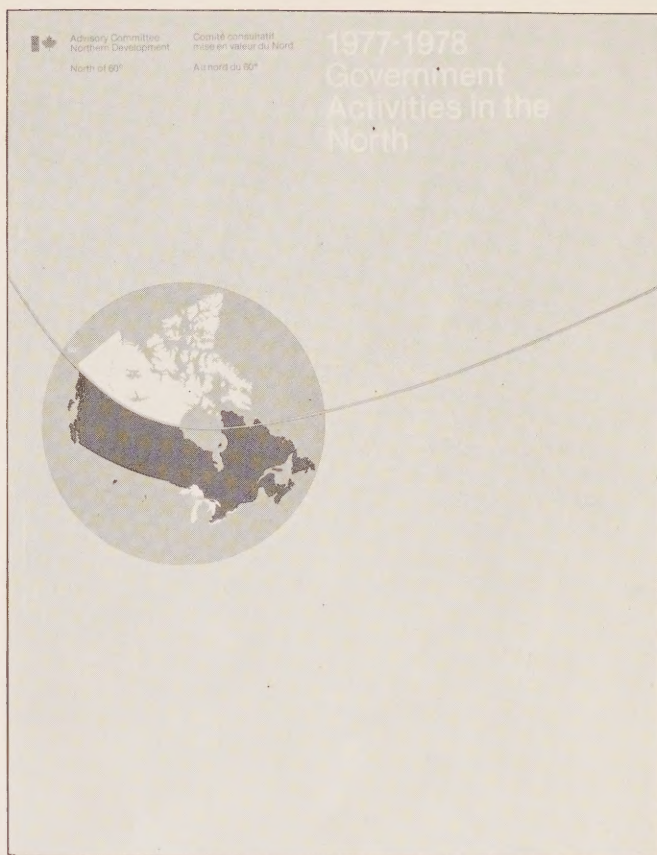 Advisory Committee
Northern Development
North of 60°
Comité consultatif
mise en valeur du Nord
Au nord du 60°
1977-1978
Government
Activities in the
North